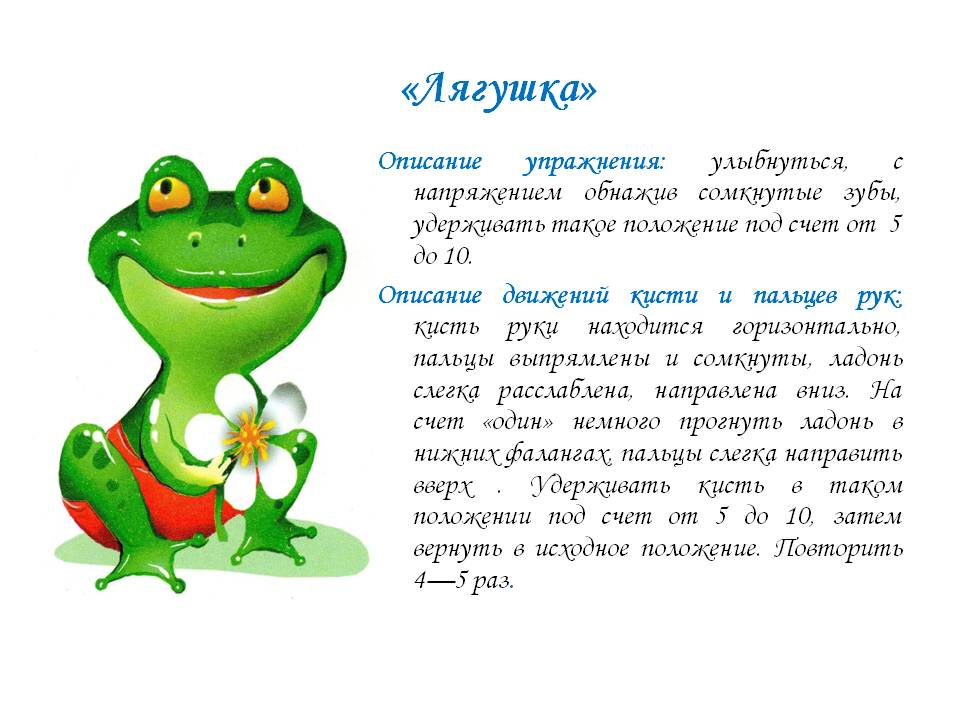 «Лягушка»
Описание упражнения: улыбнуться, с
напряжением обнажив сомкнутые зубы,
удерживать такое положение под счет от 5
до 10.
Описание движений кисти и пальцев рук:
кисть руки находится горизонтально,
пальцы выпрямлены и сомкнуты, ладонь
слегка расслаблена, направлена вниз. На
счет «один» немного прогнуть ладонь в
нижних фалангах, пальцы слегка направить
вверх . Удерживать кисть в таком
положении под счет от 5 до 10, затем
вернуть в исходное положение. Повторить
4—5 раз.